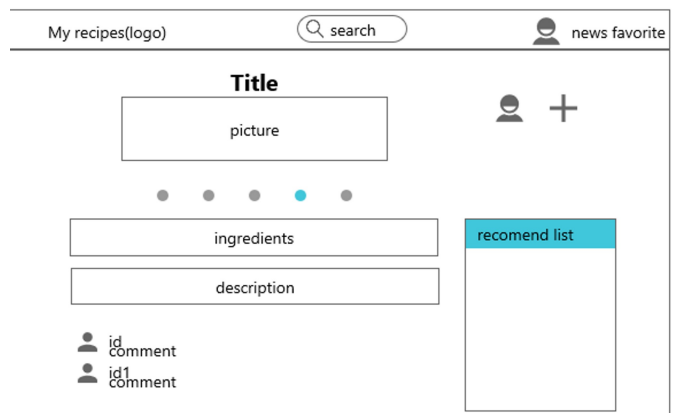 My recipes(logo)
search
news favorite
Title
picture
ingredients
recomend list
description
id
comment
id1
comment